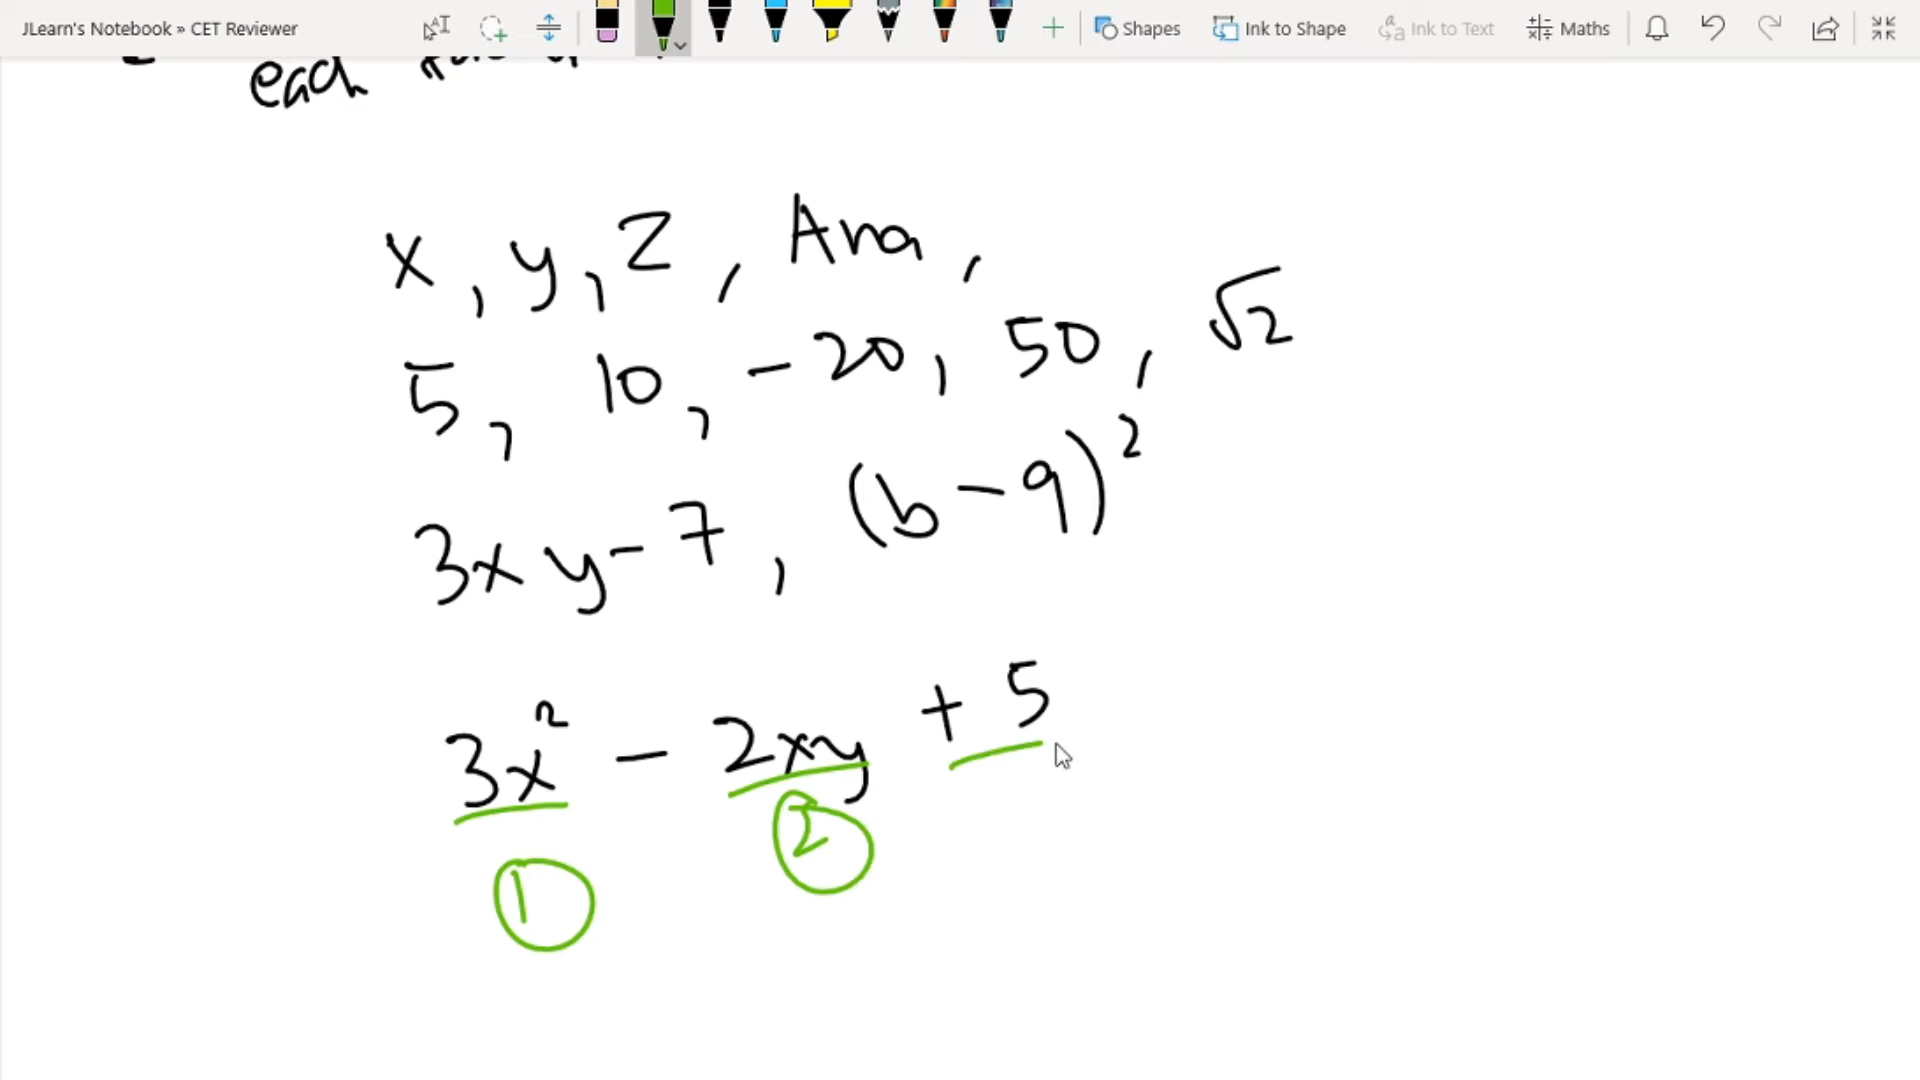 JLearn's Notebook » CET Reviewer Shapes Ink to Shape Ink to Text Maths
each
x, y, z, Ana,
5, 10, -20, 50, √2
3xy-7, (b-9)²
3x² - 2xy + 5
1 2